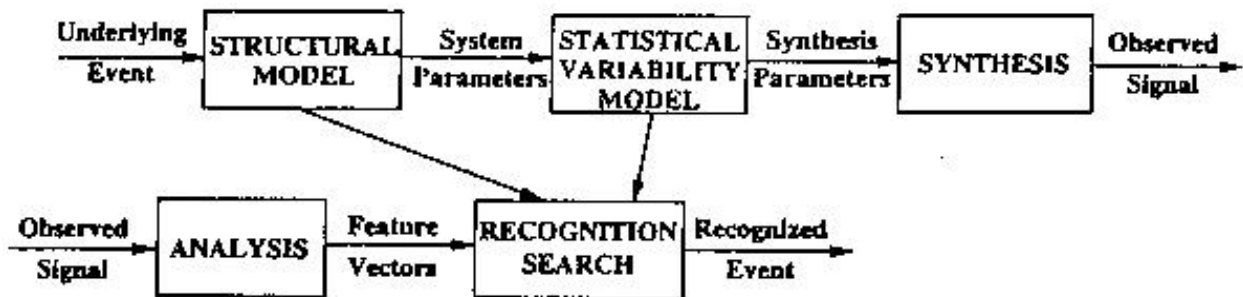 Underlying
Event
STRUCTURAL
MODEL
System
Parameters
STATISTICAL
VARIABILITY
MODEL
Synthesis
Parameters
SYNTHESIS
Observed
Signal
Observed
Signal
ANALYSIS
Feature
Vectors
RECOGNITION
SEARCH
Recognized
Event